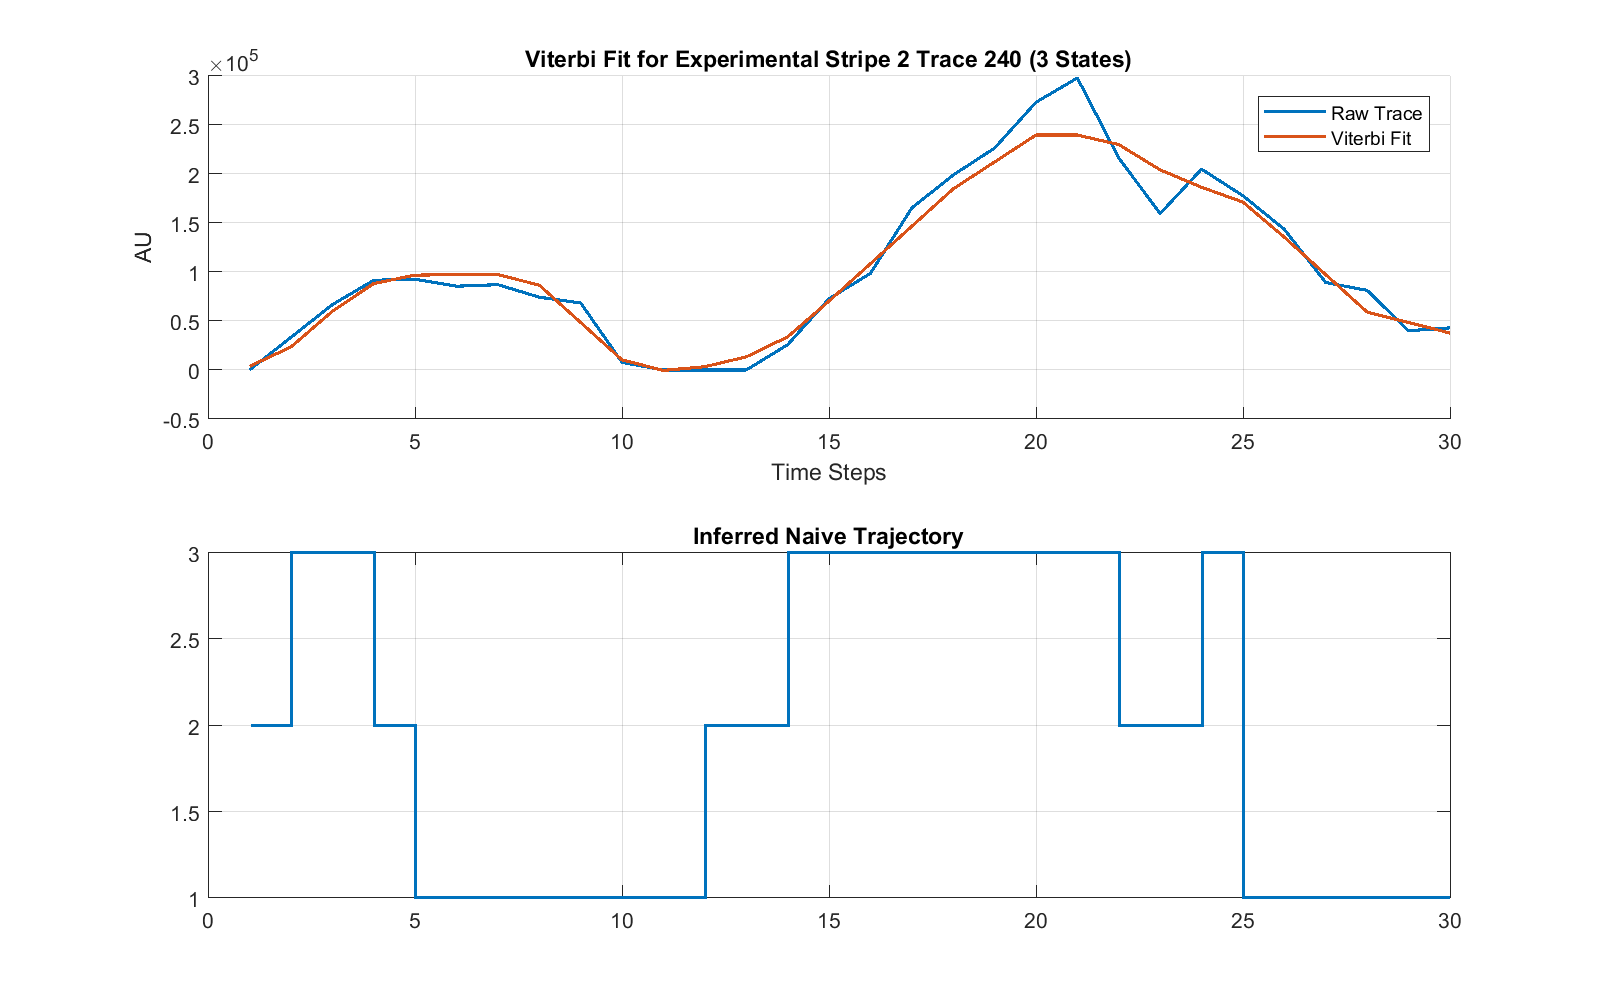 Viterbi Fit for Experimental Stripe 2 Trace 240 (3 States)
×10^5
3
2.5
2
1.5
1
0.5
0
-0.5
AU
Raw Trace
Viterbi Fit
0 5 10 15 20 25 30
Time Steps
Inferred Naive Trajectory
3
2.5
2
1.5
1
0 5 10 15 20 25 30